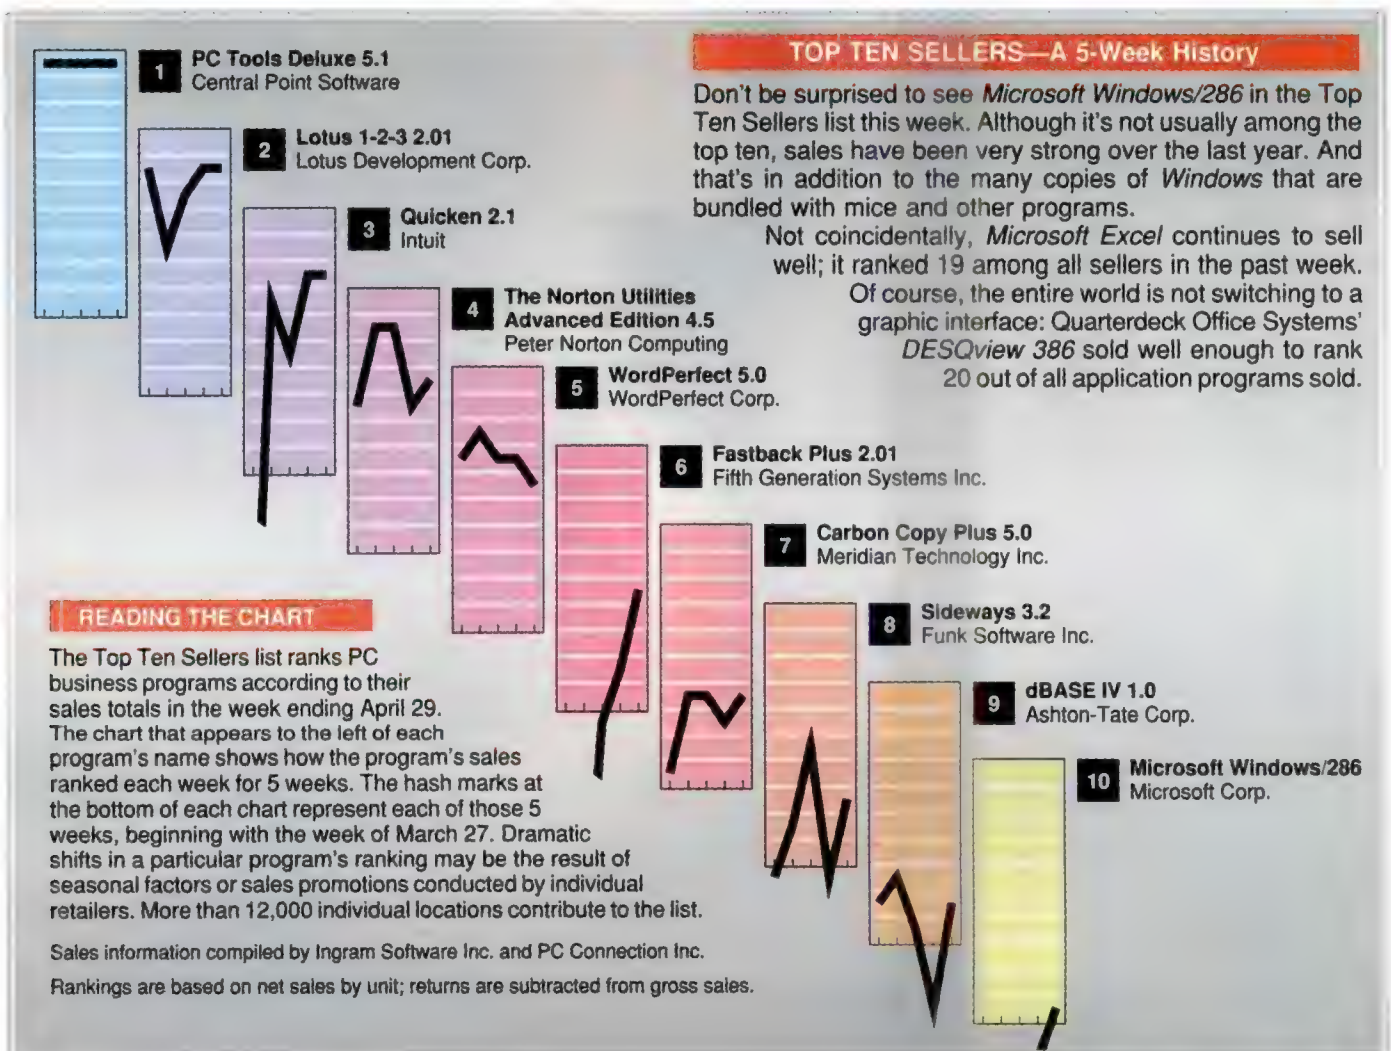 1
PC Tools Deluxe 5.1
Central Point Software
2
Lotus 1-2-3 2.01
Lotus Development Corp.
3
Quicken 2.1
Intuit
4
The Norton Utilities
Advanced Edition 4.5
Peter Norton Computing
5
WordPerfect 5.0
WordPerfect Corp.
6
Fastback Plus 2.01
Fifth Generation Systems Inc.
7
Carbon Copy Plus 5.0
Meridian Technology Inc.
8
Sideways 3.2
Funk Software Inc.
9
dBASE IV 1.0
Ashton-Tate Corp.
10
Microsoft Windows/286
Microsoft Corp.
TOP TEN SELLERS—A 5-Week History
Don't be surprised to see Microsoft Windows/286 in the Top
Ten Sellers list this week. Although it's not usually among the
top ten, sales have been very strong over the last year. And
that's in addition to the many copies of Windows that are
bundled with mice and other programs.
Not coincidentally, Microsoft Excel continues to sell
well; it ranked 19 among all sellers in the past week.
Of course, the entire world is not switching to a
graphic interface: Quarterdeck Office Systems'
DESQview 386 sold well enough to rank
20 out of all application programs sold.
READING THE CHART
The Top Ten Sellers list ranks PC
business programs according to their
sales totals in the week ending April 29.
The chart that appears to the left of each
program's name shows how the program's sales
ranked each week for 5 weeks. The hash marks at
the bottom of each chart represent each of those 5
weeks, beginning with the week of March 27. Dramatic
shifts in a particular program's ranking may be the result of
seasonal factors or sales promotions conducted by individual
retailers. More than 12,000 individual locations contribute to the list.
Sales information compiled by Ingram Software Inc. and PC Connection Inc.
Rankings are based on net sales by unit; returns are subtracted from gross sales.